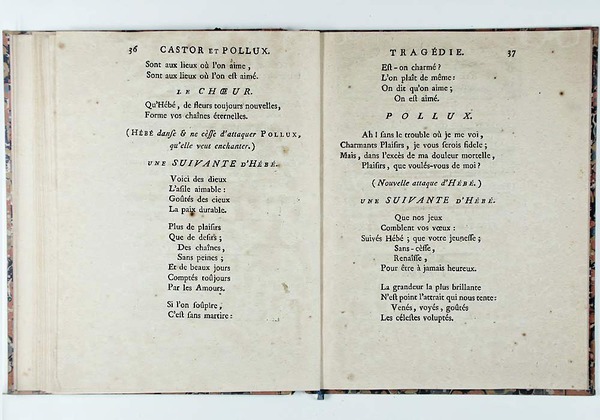 36 CASTOR ET POLLUX.
Sont aux lieux où l'on aime,
Sont aux lieux où l'on est aimé.
LE CHŒUR.
Qu'Hébé, de fleurs toujours nouvelles,
Forme vos chaînes éternelles.
(HÉBÉ danse & ne cèsse d'attaquer POLLUX,
qu'elle veut enchanter.)
UNE SUIVANTE D'HÉBÉ.
Voici des dieux
L'asile aimable:
Goûtés des cieux
La paix durable.
Plus de plaisirs
Que de desirs;
Des chaînes,
Sans peines;
Et de beaux jours
Comptés toûjours
Par les Amours.
Si l'on soûpire,
C'est sans martire:
TRAGÉDIE. 37
Est-on charmé?
L'on plaît de même:
On dit qu'on aime;
On est aimé.
POLLUX.
Ah! sans le trouble où je me voi,
Charmants Plaisirs, je vous serois fidele;
Mais, dans l'excés de ma douleur mortelle,
Plaisirs, que voulés-vous de moi?
(Nouvelle attaque d'HÉBÉ.)
UNE SUIVANTE D'HÉBÉ.
Que nos jeux
Comblent vos vœux:
Suivés Hébé; que votre jeunesse;
Sans-cèsse,
Renaîsse,
Pour être à jamais heureux.
La grandeur la plus brillante
N'est point l'attrait qui nous tente:
Venés, voyés, goûtés
Les célestes voluptés.